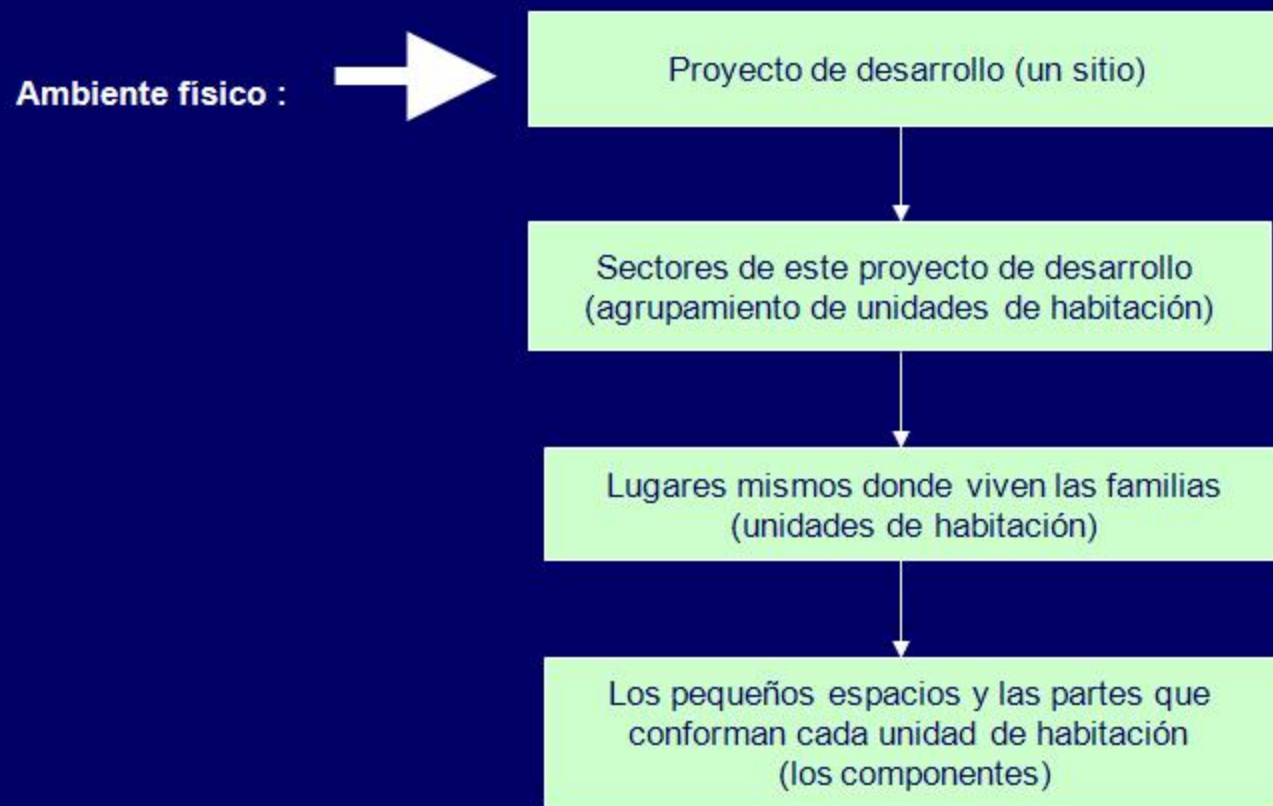 Ambiente físico :
Proyecto de desarrollo (un sitio)
Sectores de este proyecto de desarrollo
(agrupamiento de unidades de habitación)
Lugares mismos donde viven las familias
(unidades de habitación)
Los pequeños espacios y las partes que
conforman cada unidad de habitación
(los componentes)